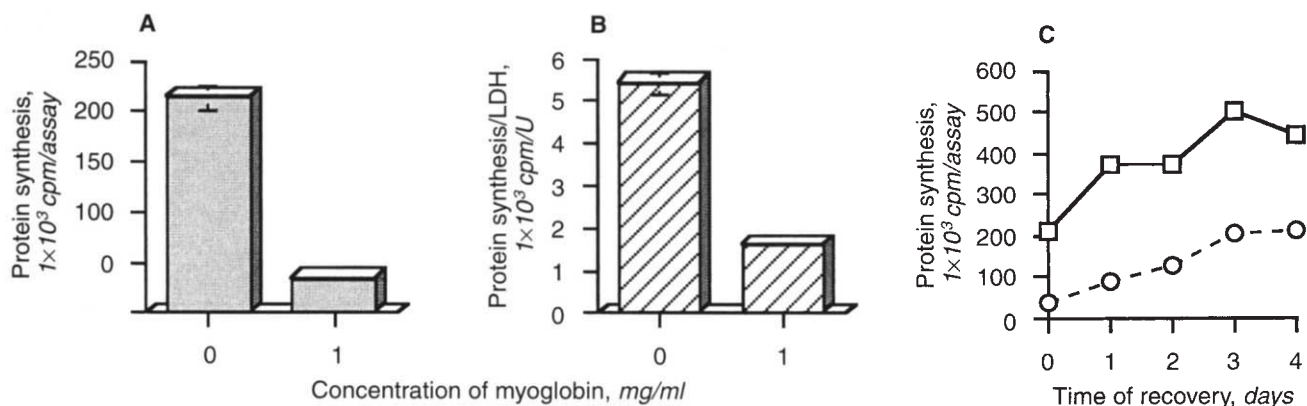 A
Protein synthesis,
1×10³ cpm/assay
250
200
150
100
0
0
1
B
Protein synthesis/LDH,
1×10³ cpm/U
6
5
4
3
2
1
0
0
1
Concentration of myoglobin, mg/ml
C
Protein synthesis,
1×10³ cpm/assay
600
500
400
300
200
100
0
0 1 2 3 4
Time of recovery, days